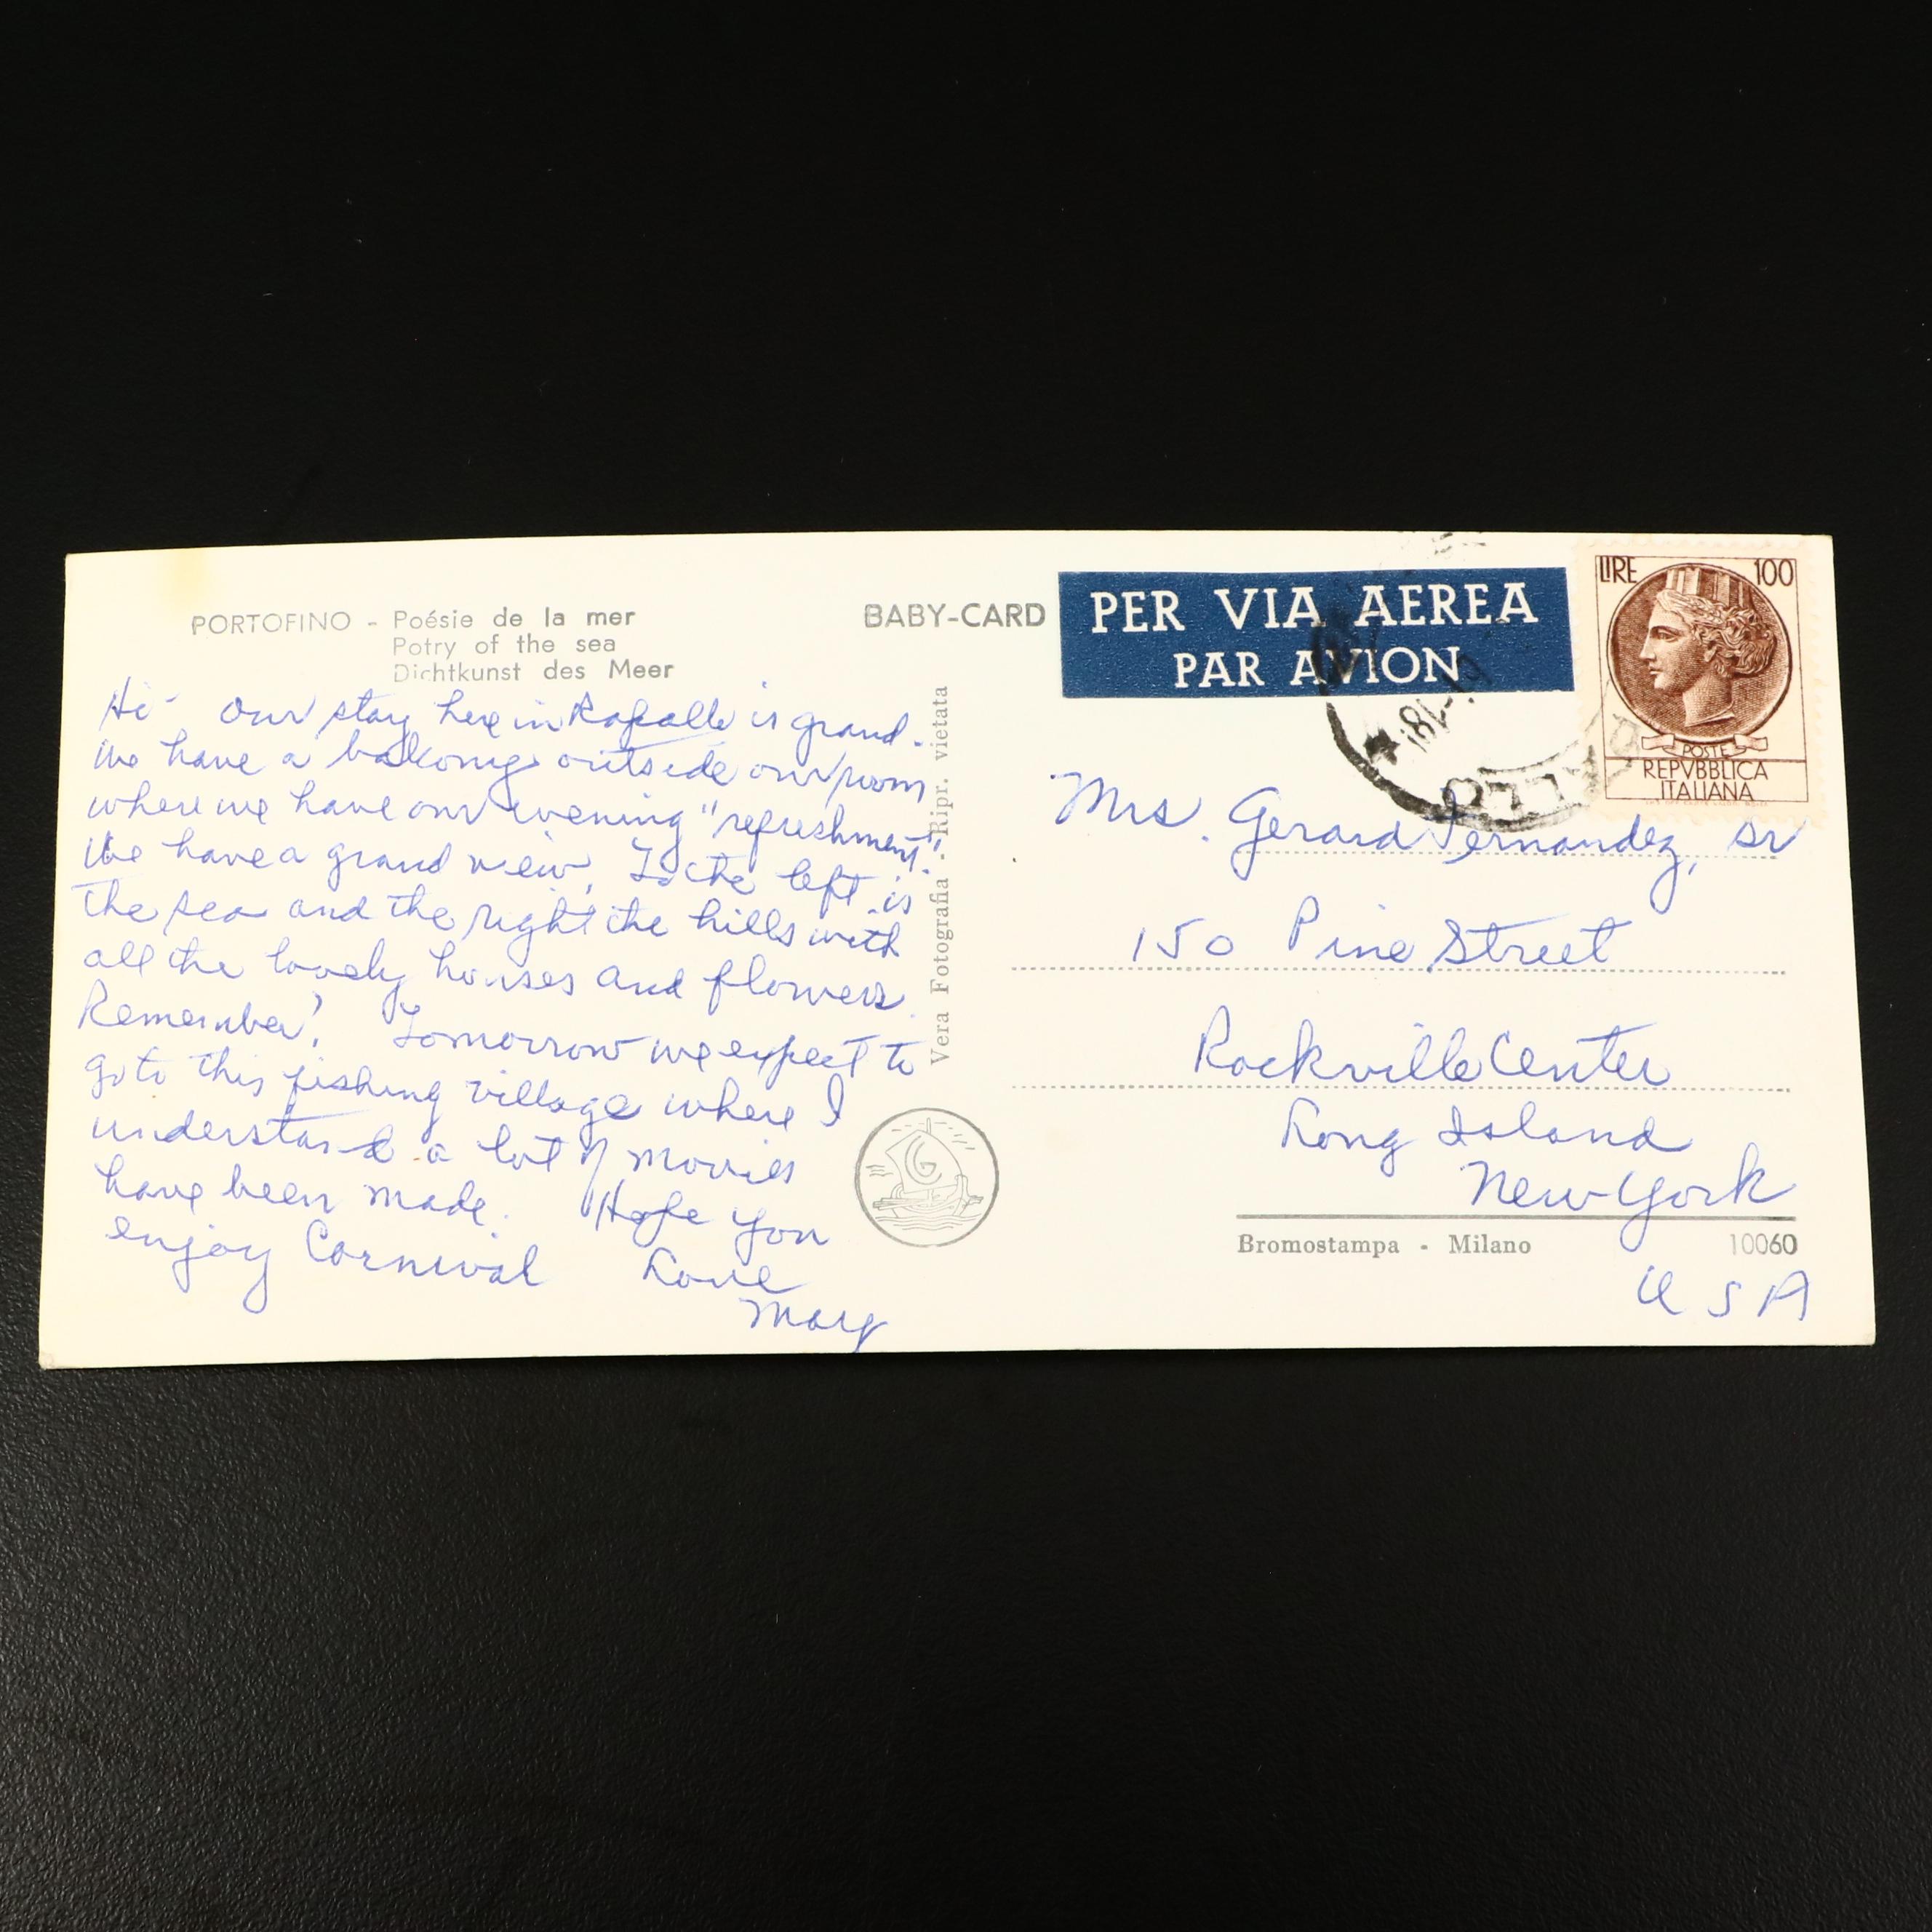 PORTOFINO - Poésie de la mer
Potry of the sea
Dichtkunst des Meer
BABY-CARD
Hi - Our stay here in Rapallo is grand.
We have a balcony outside our room
where we have our evening "refreshment".
We have a grand veiw. To the left is
the sea and the right the hills with
all the lovely houses and flowers.
Remember? Tomorrow we expect to
go to this fishing village where I
understand a lot of movies
have been made. Hope you
enjoy Carnival Love
Mary
Vera Fotografia - Ripr. vietata
PER VIA AEREA
PAR AVION
LIRE 100
POSTE
REPVBBLICA
ITALIANA
Mrs. Gerard Fernandez, Sr
150 Pine Street
Rockville Center
Long Island
New York
Bromostampa - Milano 10060
U S A